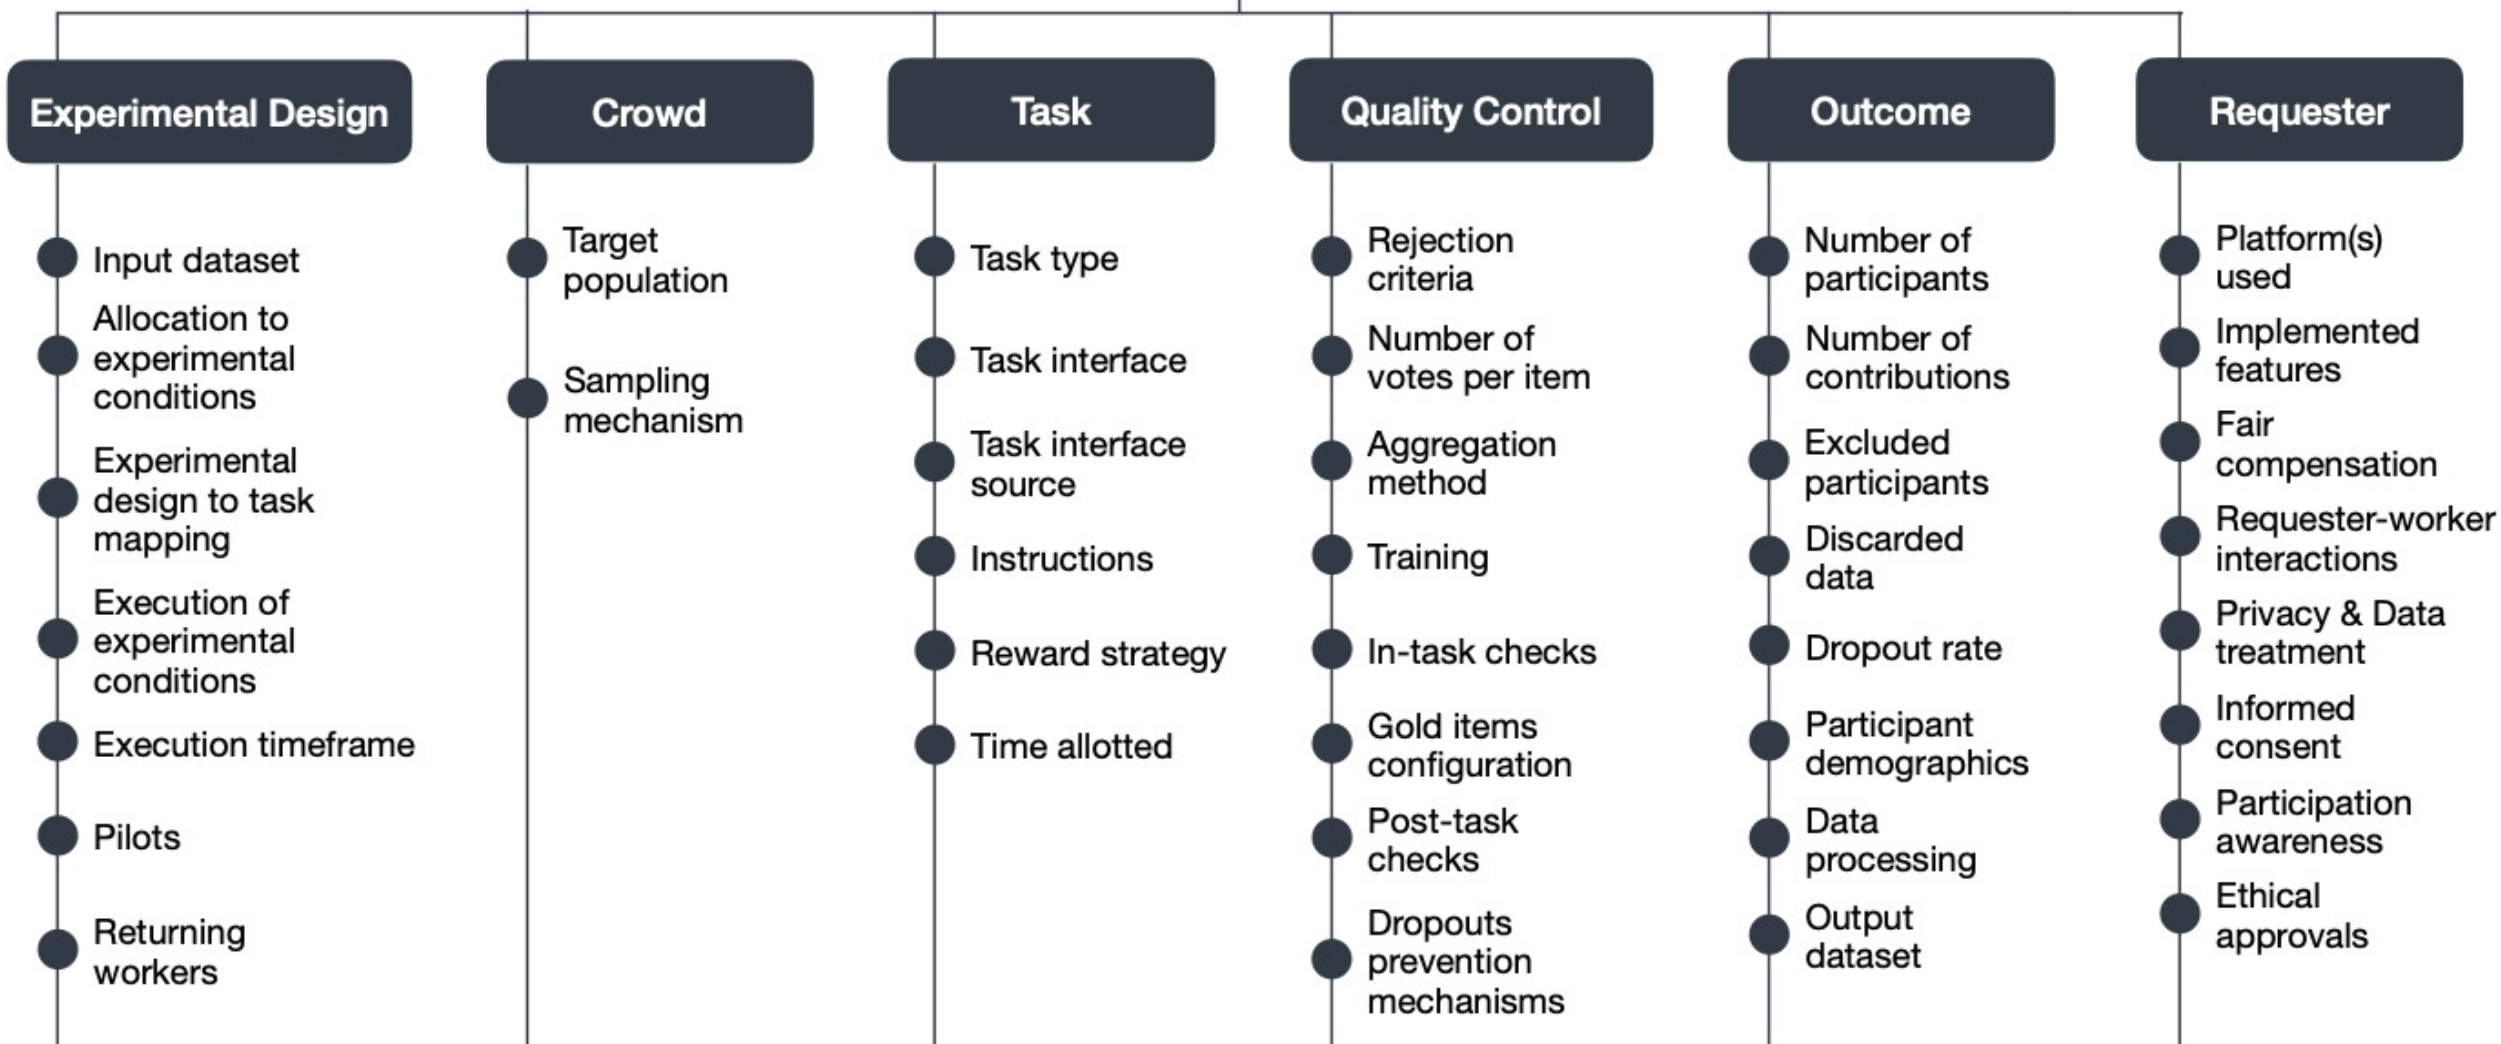 Experimental Design
Input dataset
Allocation to
experimental
conditions
Experimental
design to task
mapping
Execution of
experimental
conditions
Execution timeframe
Pilots
Returning
workers
Crowd
Target
population
Sampling
mechanism
Task
Task type
Task interface
Task interface
source
Instructions
Reward strategy
Time allotted
Quality Control
Rejection
criteria
Number of
votes per item
Aggregation
method
Training
In-task checks
Gold items
configuration
Post-task
checks
Dropouts
prevention
mechanisms
Outcome
Number of
participants
Number of
contributions
Excluded
participants
Discarded
data
Dropout rate
Participant
demographics
Data
processing
Output
dataset
Requester
Platform(s)
used
Implemented
features
Fair
compensation
Requester-worker
interactions
Privacy & Data
treatment
Informed
consent
Participation
awareness
Ethical
approvals